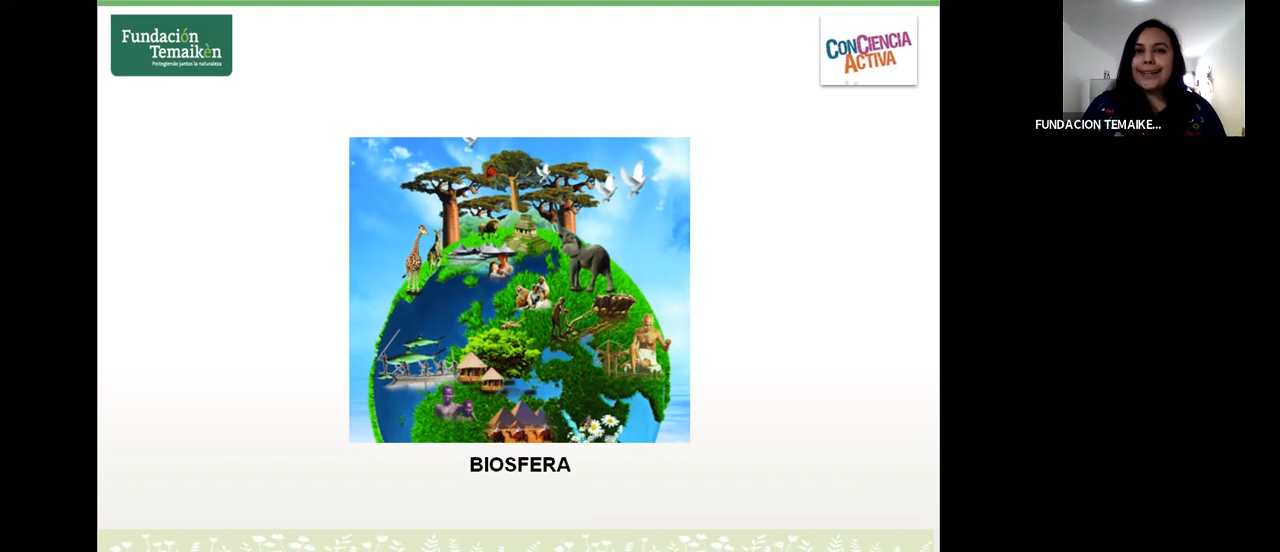 Fundación
Temaikèn
Protegiendo juntos la naturaleza
CONCIENCIA
ACTIVA
FUNDACION TEMAIKE...
BIOSFERA